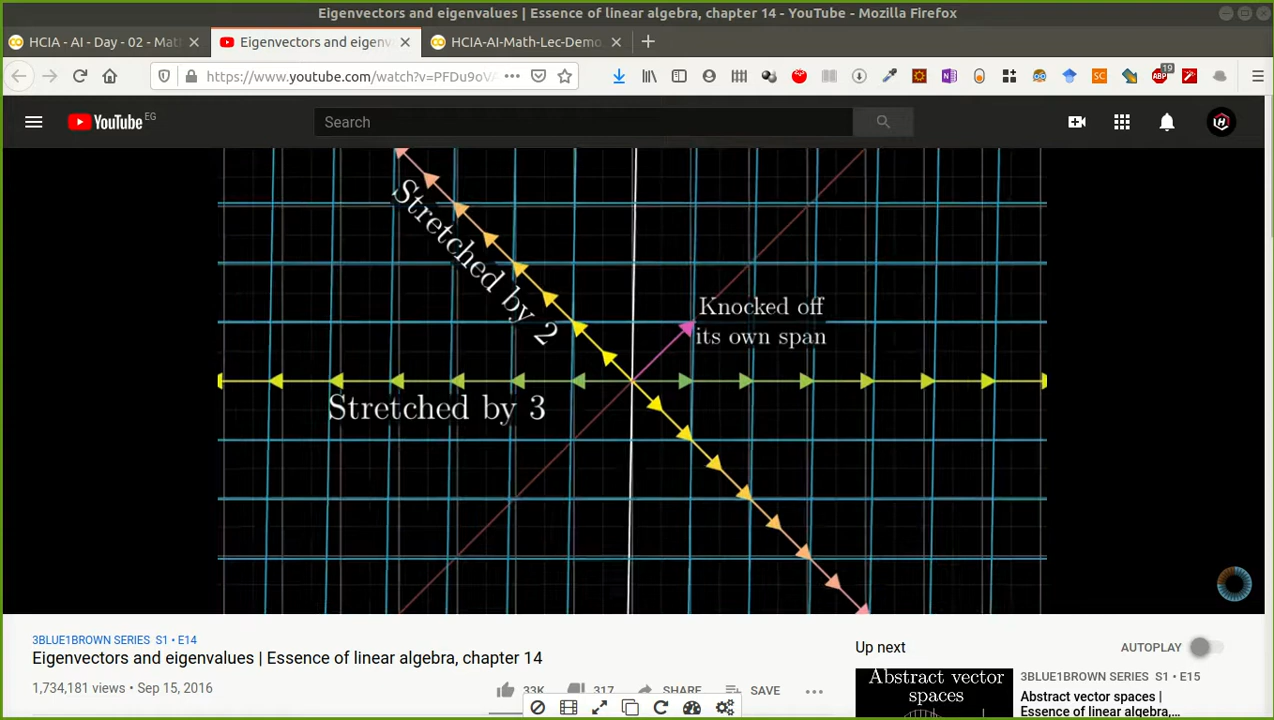 Eigenvectors and eigenvalues | Essence of linear algebra, chapter 14 - YouTube - Mozilla Firefox
HCIA - AI - Day - 02 - Mat
Eigenvectors and eigenv
HCIA-AI-Math-Lec-Demo.
https://www.youtube.com/watch?v=PFDu9oVA
SC
ABP
19
YouTube
EG
Search
Stretched by 2
Knocked off
its own span
Stretched by 3
3BLUE1BROWN SERIES S1 • E14
Eigenvectors and eigenvalues | Essence of linear algebra, chapter 14
1,734,181 views • Sep 15, 2016
33K
317
SHARE
SAVE
Up next
AUTOPLAY
Abstract vector
spaces
3BLUE1BROWN SERIES S1 • E15
Abstract vector spaces |
Essence of linear algebra,...